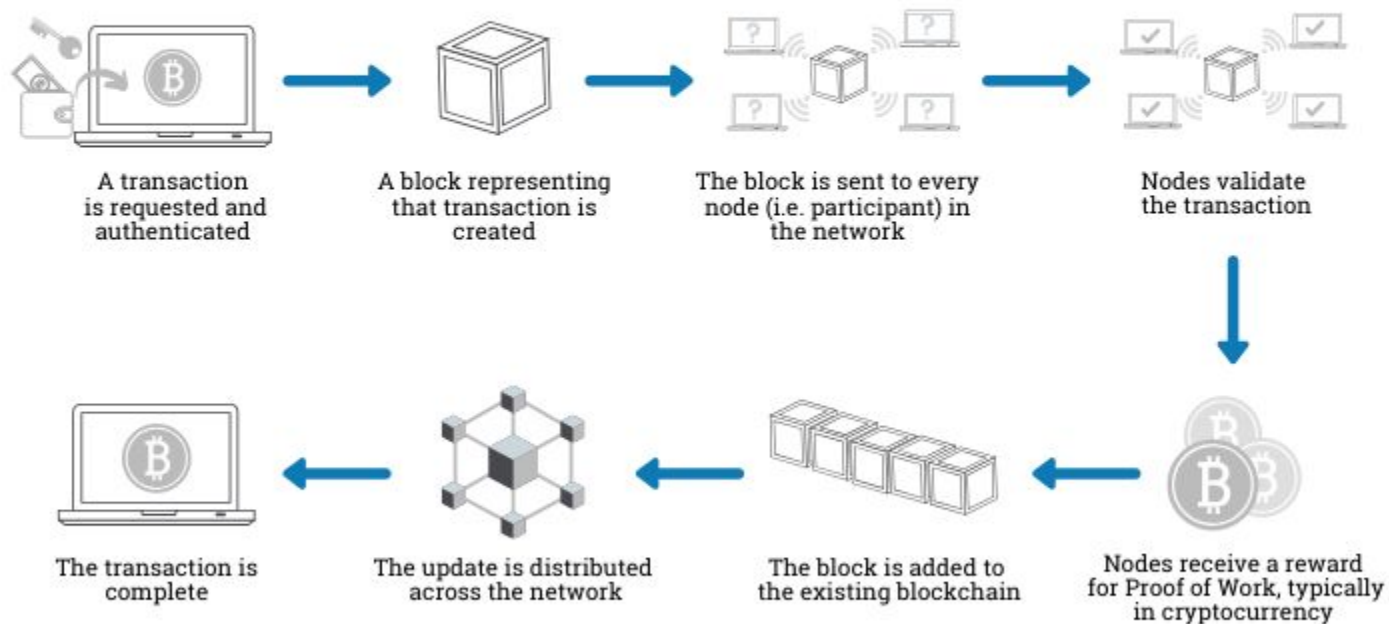 A transaction
is requested and
authenticated
A block representing
that transaction is
created
The block is sent to every
node (i.e. participant) in
the network
Nodes validate
the transaction
The transaction is
complete
The update is distributed
across the network
The block is added to
the existing blockchain
Nodes receive a reward
for Proof of Work, typically
in cryptocurrency